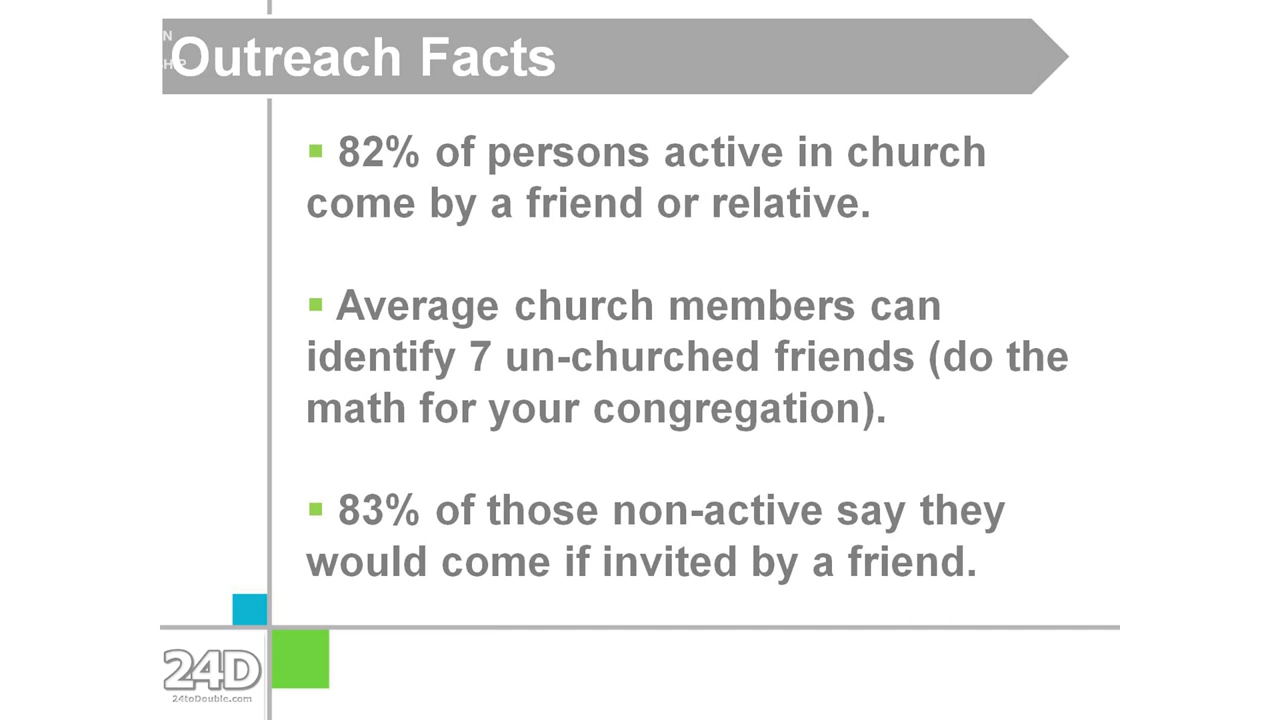 N
HIP
Outreach Facts
▪ 82% of persons active in church
come by a friend or relative.
▪ Average church members can
identify 7 un-churched friends (do the
math for your congregation).
▪ 83% of those non-active say they
would come if invited by a friend.
24D
24toDouble.com